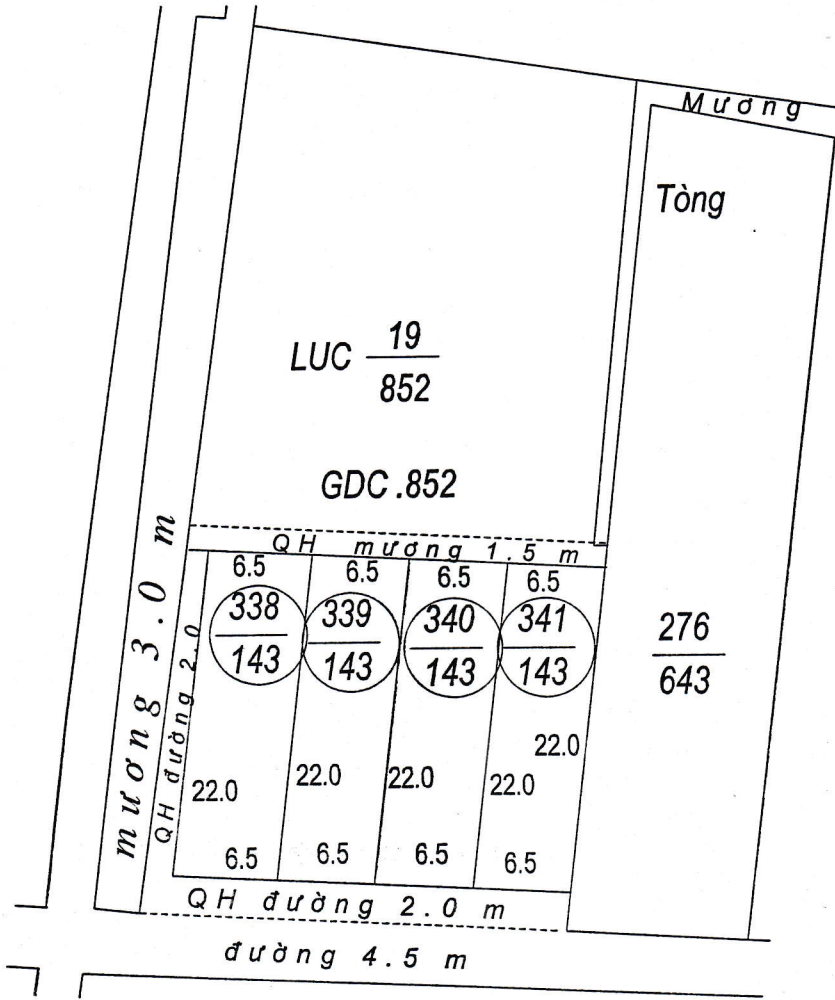 Mương
Tòng
LUC 19
852
GDC.852
QH mương 1.5 m
6.5 6.5 6.5 6.5
338 339 340 341
143 143 143 143
276
643
mương 3.0 m
QH đường 2.0
22.0
22.0 22.0 22.0 22.0
6.5 6.5 6.5 6.5
QH đường 2.0 m
đường 4.5 m